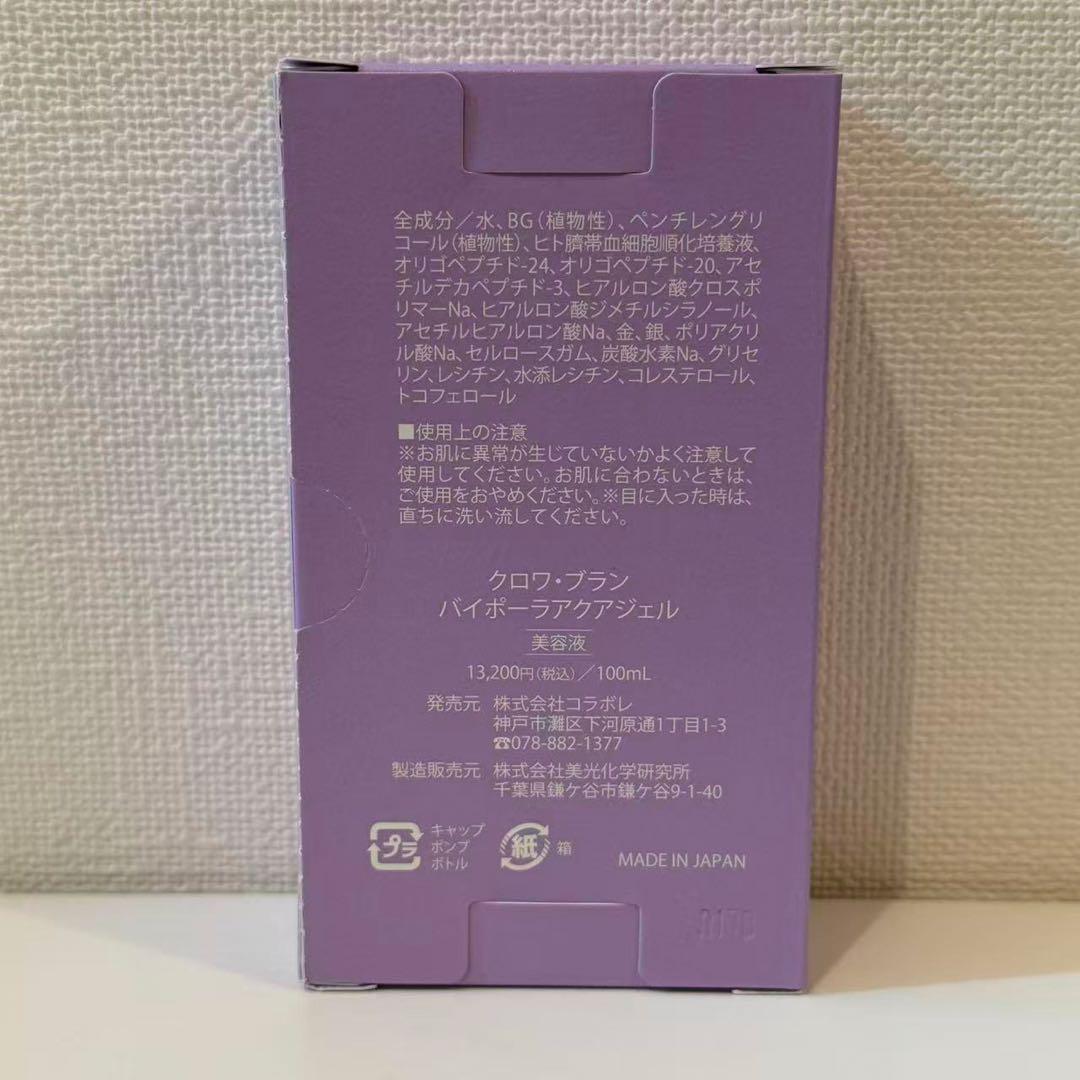 全成分／水、BG（植物性）、ペンチレングリ
コール（植物性）、ヒト臍帯血細胞順化培養液、
オリゴペプチド-24、オリゴペプチド-20、アセ
チルデカペプチド-3、ヒアルロン酸クロスポ
リマーNa、ヒアルロン酸ジメチルシラノール、
アセチルヒアルロン酸Na、金、銀、ポリアクリ
ル酸Na、セルロースガム、炭酸水素Na、グリセ
リン、レシチン、水添レシチン、コレステロール、
トコフェロール
■使用上の注意
※お肌に異常が生じていないかよく注意して
使用してください。お肌に合わないときは、
ご使用をおやめください。※目に入った時は、
直ちに洗い流してください。
クロワ・ブラン
バイポーラアクアジェル
美容液
13,200円（税込）／100mL
発売元 株式会社コラボレ
神戸市灘区下河原通1丁目1-3
☎078-882-1377
製造販売元 株式会社美光化学研究所
千葉県鎌ケ谷市鎌ケ谷9-1-40
プラ キャップ
ポンプ
ボトル
紙 箱
MADE IN JAPAN